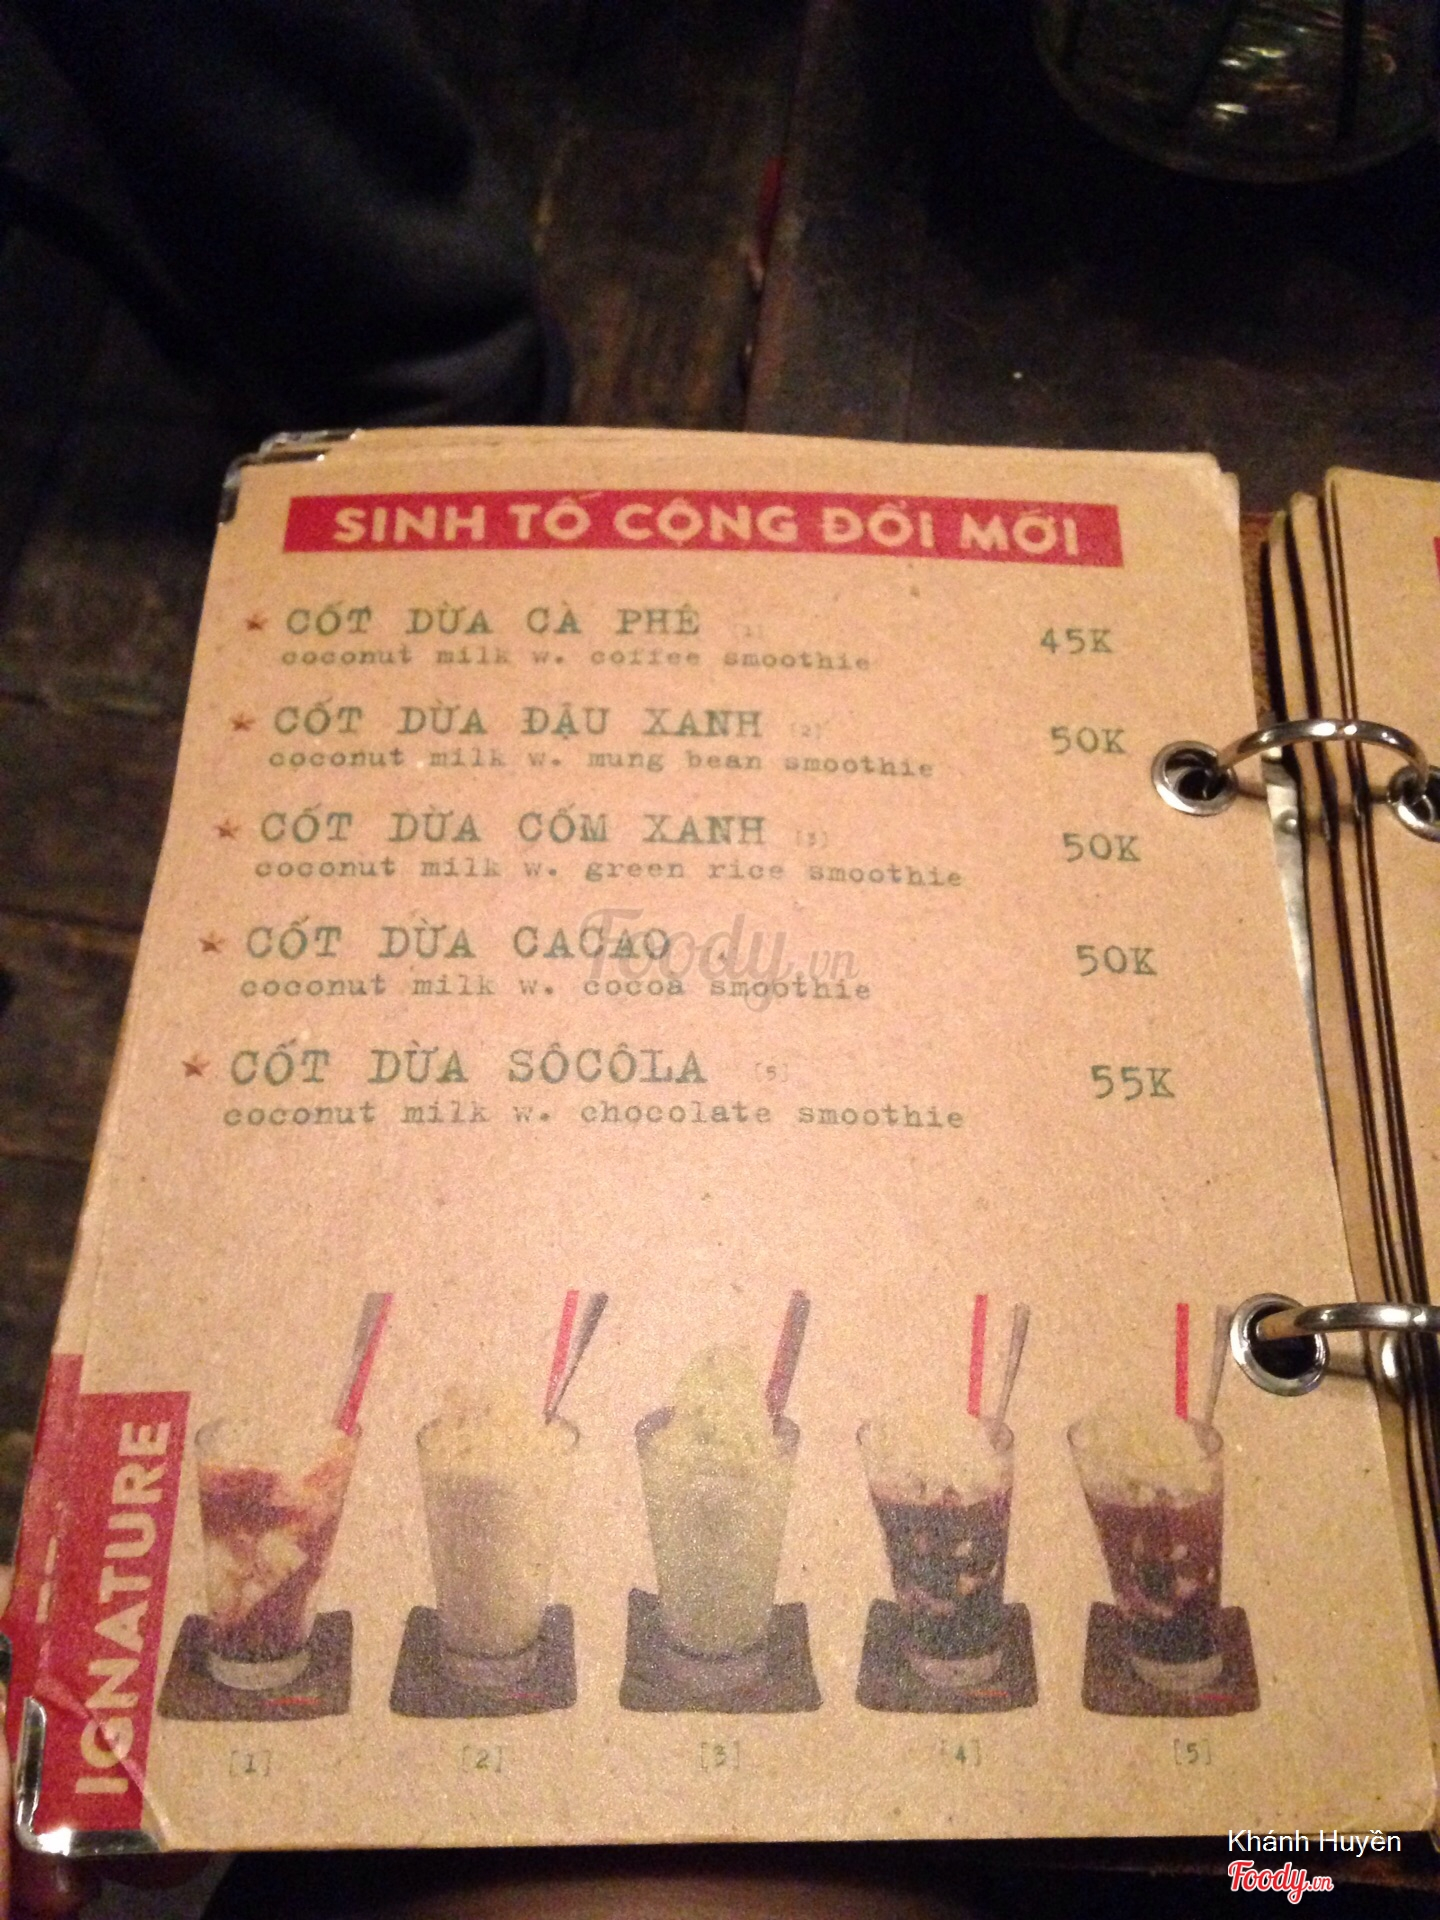 SINH TỐ CỘNG ĐỔI MỚI
CỐT DỪA CÀ PHÊ [1] 45K
coconut milk w. coffee smoothie
CỐT DỪA ĐẬU XANH [2] 50K
coconut milk w. mung bean smoothie
CỐT DỪA CỐM XANH [3] 50K
coconut milk w. green rice smoothie
CỐT DỪA CACAO 50K
coconut milk w. cocoa smoothie
CỐT DỪA SÔCÔLA [5] 55K
coconut milk w. chocolate smoothie
Foody.vn
IGNATURE
[1] [2] [3] [4] [5]
Khánh Huyền
Foody.vn